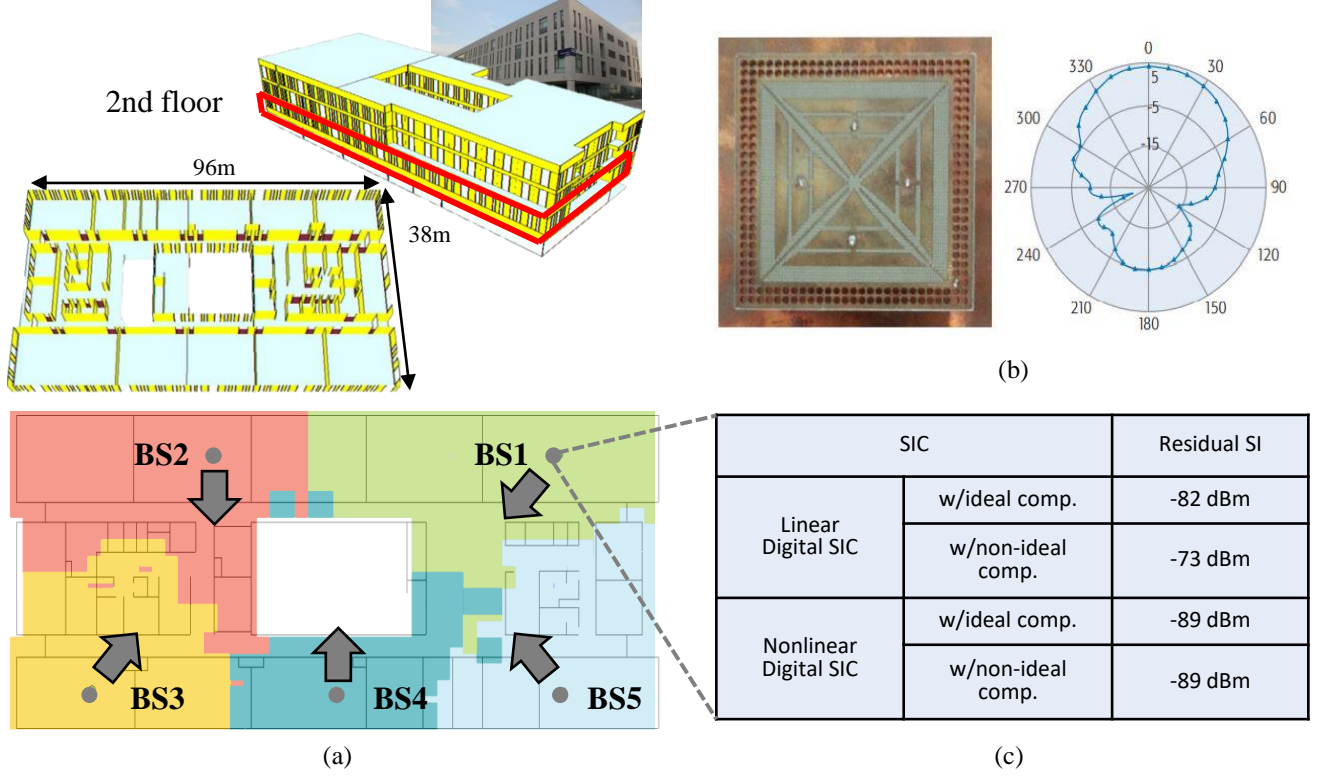 2nd floor
96m
38m
0
330
30
5
300
-5
60
-15
270
90
240
120
210
150
180
(b)
BS2
BS1
BS3
BS4
BS5
(a)
SIC
Residual SI
Linear
Digital SIC
w/ideal comp.
-82 dBm
w/non-ideal
comp.
-73 dBm
Nonlinear
Digital SIC
w/ideal comp.
-89 dBm
w/non-ideal
comp.
-89 dBm
(c)